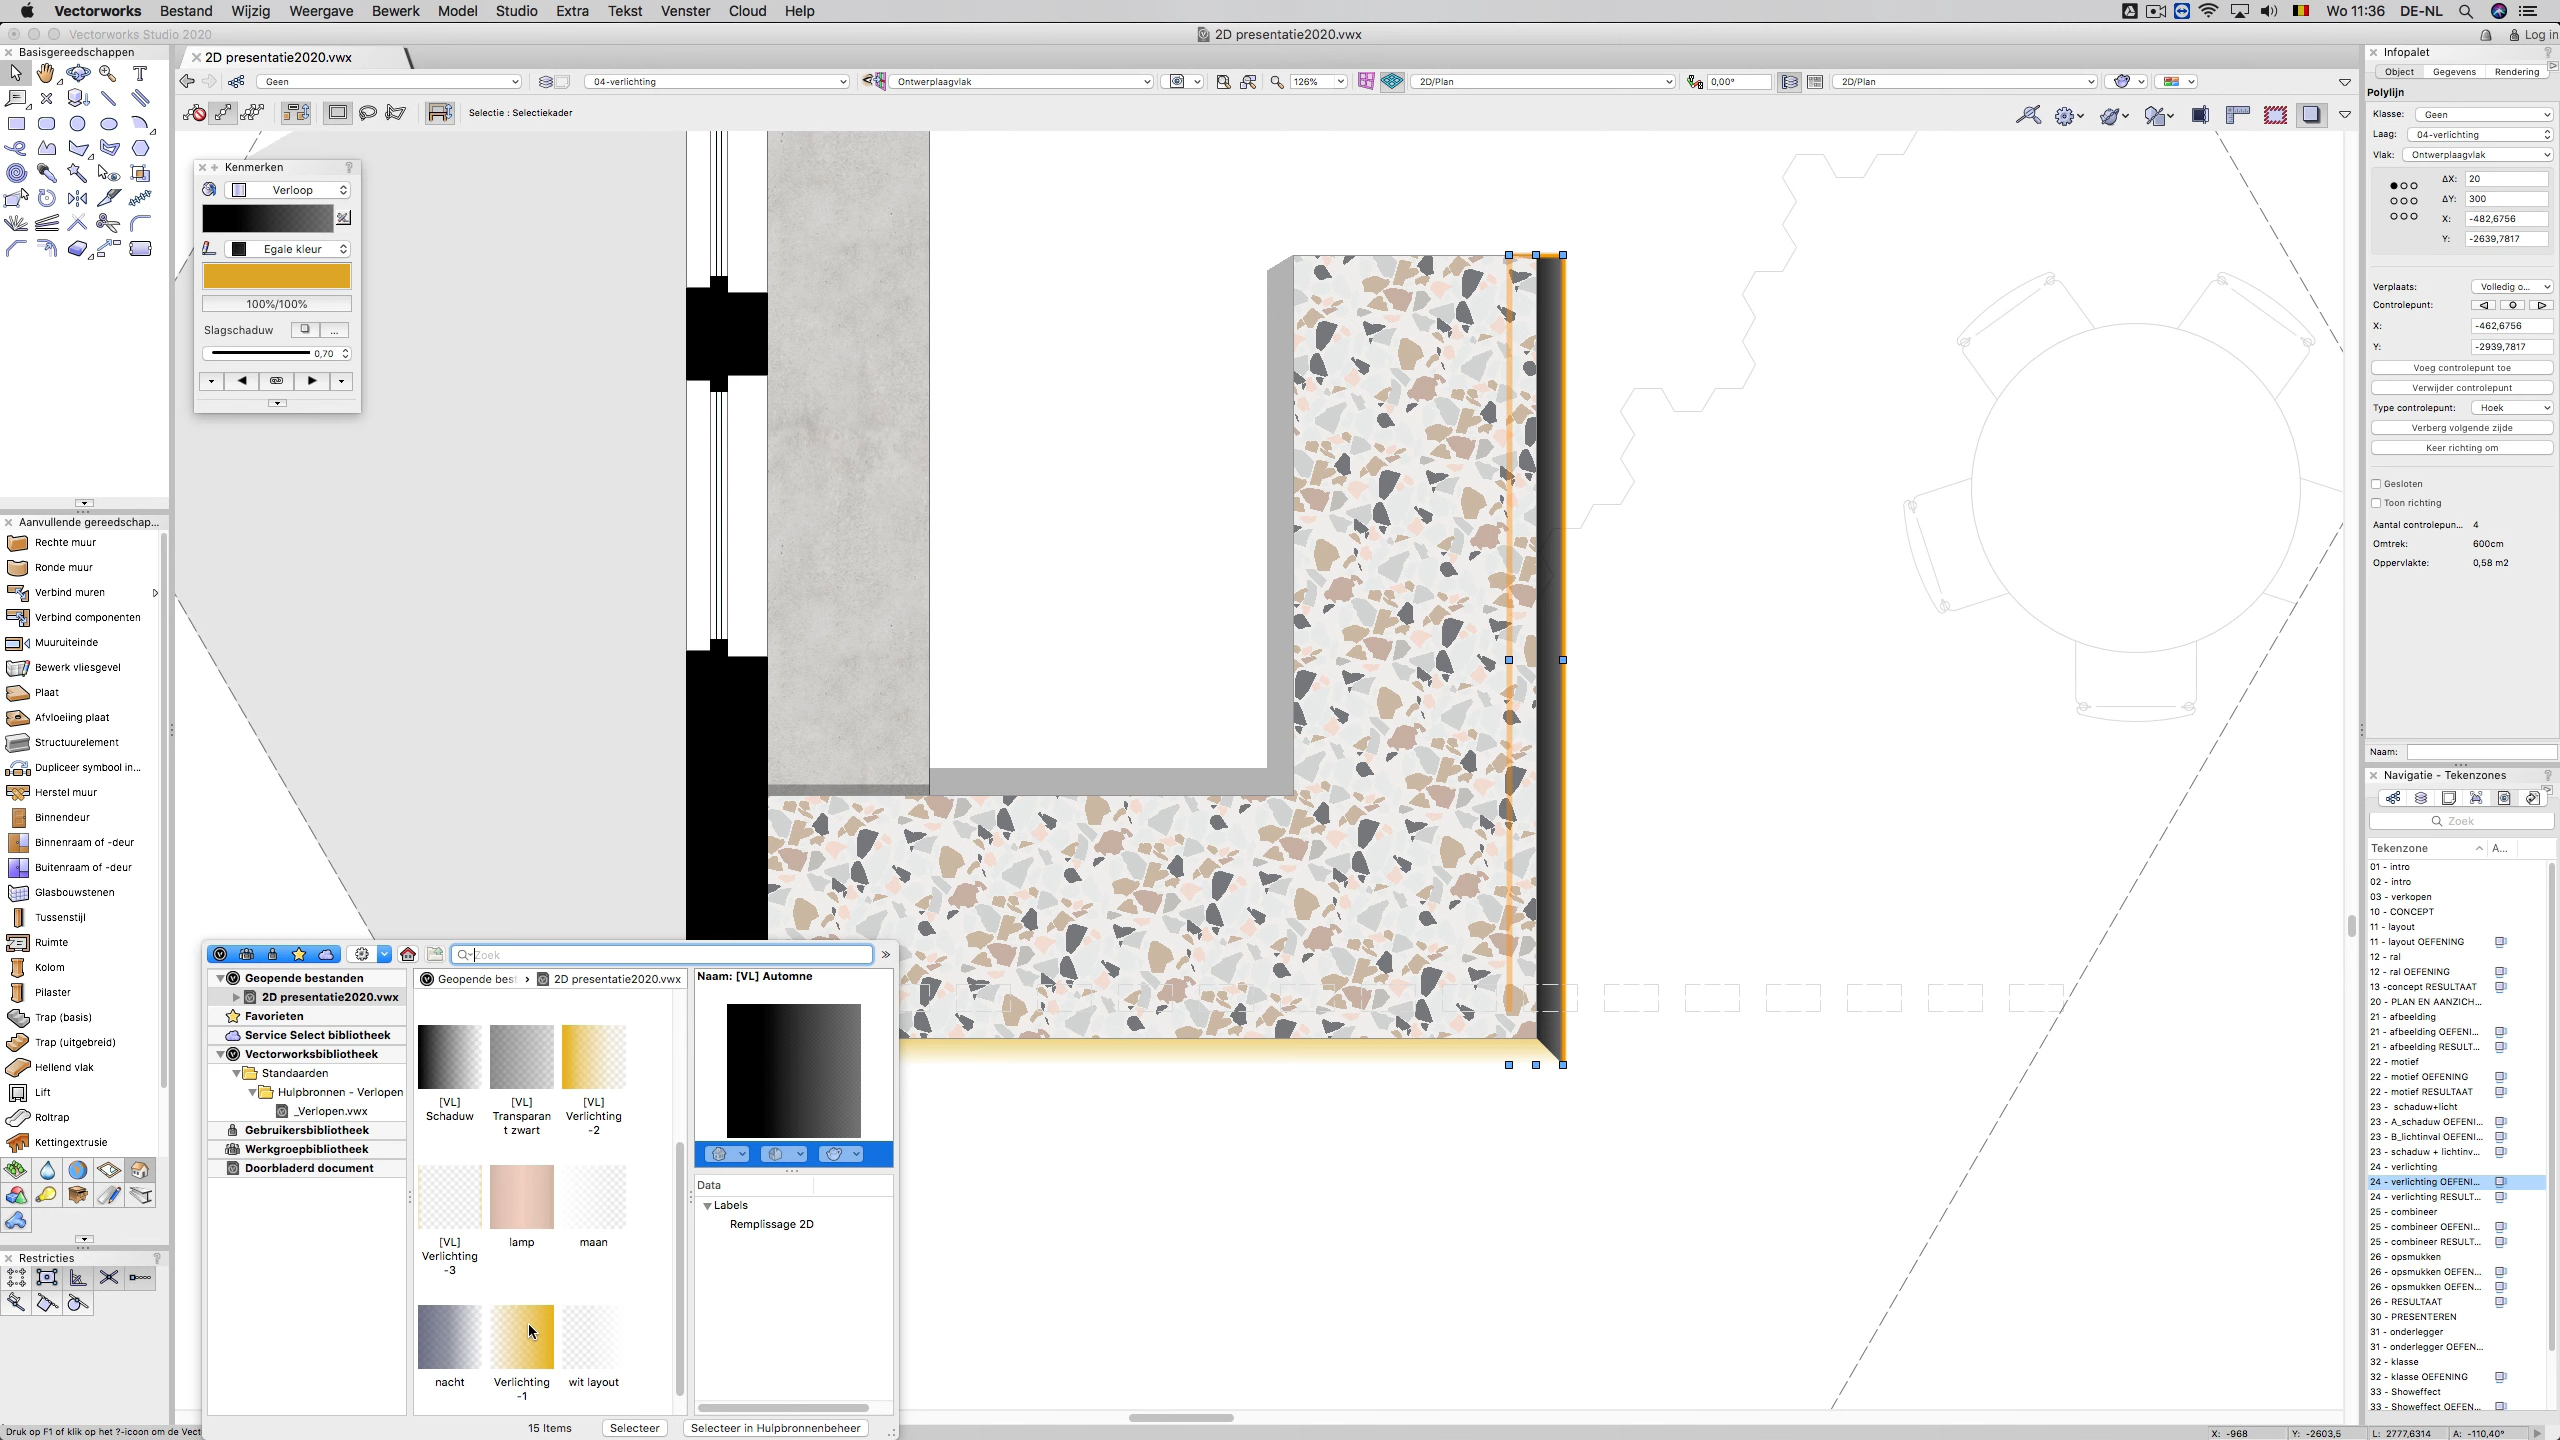 Vectorworks Bestand Wijzig Weergave Bewerk Model Studio Extra Tekst Venster Cloud Help
Wo 11:36 DE-NL
Vectorworks Studio 2020
2D presentatie2020.vwx
Log in
Basisgereedschappen
2D presentatie2020.vwx
Geen
04-verlichting
Ontwerplaagvlak
126%
2D/Plan
0,00°
2D/Plan
Selectie : Selectiekader
Kenmerken
Verloop
Egale kleur
100%/100%
Slagschaduw
...
0,70
Aanvullende gereedschap...
Rechte muur
Ronde muur
Verbind muren
Verbind componenten
Muuruiteinde
Bewerk vliesgevel
Plaat
Afvloeiing plaat
Structuurelement
Dupliceer symbool in...
Herstel muur
Binnendeur
Binnenraam of -deur
Buitenraam of -deur
Glasbouwstenen
Tussenstijl
Ruimte
Kolom
Pilaster
Trap (basis)
Trap (uitgebreid)
Hellend vlak
Lift
Roltrap
Kettingextrusie
Restricties
Druk op F1 of klik op het ?-icoon om de Vect
Zoek
Geopende bestanden
2D presentatie2020.vwx
Favorieten
Service Select bibliotheek
Vectorworksbibliotheek
Standaarden
Hulpbronnen - Verlopen
_Verlopen.vwx
Gebruikersbibliotheek
Werkgroepbibliotheek
Doorbladerd document
Geopende best
2D presentatie2020.vwx
[VL]
Schaduw
[VL]
Transparan
t zwart
[VL]
Verlichting
-2
[VL]
Verlichting
-3
lamp
maan
nacht
Verlichting
-1
wit layout
Naam: [VL] Automne
Data
Labels
Remplissage 2D
15 Items
Selecteer
Selecteer in Hulpbronnenbeheer
Infopalet
Object Gegevens Rendering
Polylijn
Klasse: Geen
Laag: 04-verlichting
Vlak: Ontwerplaagvlak
ΔX: 20
ΔY: 300
X: -482,6756
Y: -2639,7817
Verplaats: Volledig o...
Controlepunt:
X: -462,6756
Y: -2939,7817
Voeg controlepunt toe
Verwijder controlepunt
Type controlepunt: Hoek
Verberg volgende zijde
Keer richting om
Gesloten
Toon richting
Aantal controlepun... 4
Omtrek: 600cm
Oppervlakte: 0,58 m2
Naam:
Navigatie - Tekenzones
Zoek
Tekenzone A...
01 - intro
02 - intro
03 - verkopen
10 - CONCEPT
11 - layout
11 - layout OEFENING
12 - ral
12 - ral OEFENING
13 -concept RESULTAAT
20 - PLAN EN AANZICH...
21 - afbeelding
21 - afbeelding OEFENI...
21 - afbeelding RESULT...
22 - motief
22 - motief OEFENING
22 - motief RESULTAAT
23 - schaduw+licht
23 - A_schaduw OEFENI...
23 - B_lichtinval OEFENI...
23 - schaduw + lichtinv...
24 - verlichting
24 - verlichting OEFENI...
24 - verlichting RESULT...
25 - combineer
25 - combineer OEFENI...
25 - combineer RESULT...
26 - opsmukken
26 - opsmukken OEFEN...
26 - opsmukken OEFEN...
26 - RESULTAAT
30 - PRESENTEREN
31 - onderlegger
31 - onderlegger OEFEN...
32 - klasse
32 - klasse OEFENING
33 - Showeffect
33 - Showeffect OEFEN...
X: -968 Y: -2603,5 L: 2777,6314 A: -110,40°